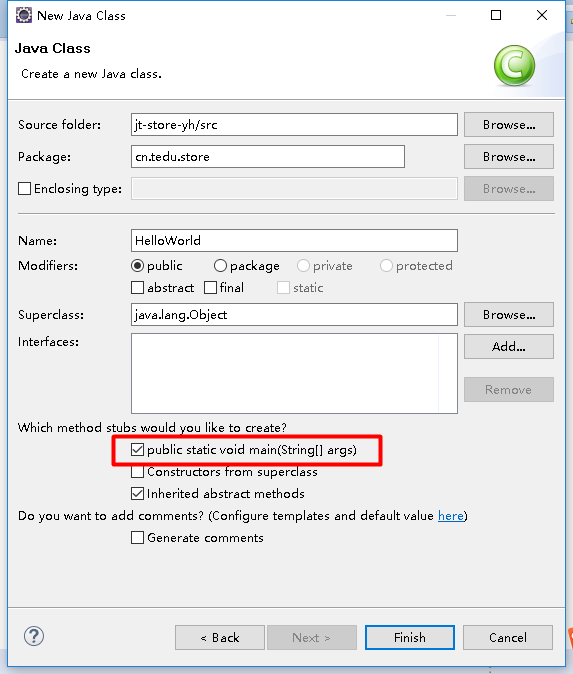 New Java Class
Java Class
Create a new Java class.
Source folder: jt-store-yh/src Browse...
Package: cn.tedu.store Browse...
Enclosing type: Browse...
Name: HelloWorld
Modifiers: public package private protected
abstract final static
Superclass: java.lang.Object Browse...
Interfaces: Add...
Remove
Which method stubs would you like to create?
public static void main(String[] args)
Constructors from superclass
Inherited abstract methods
Do you want to add comments? (Configure templates and default value here)
Generate comments
? < Back Next > Finish Cancel